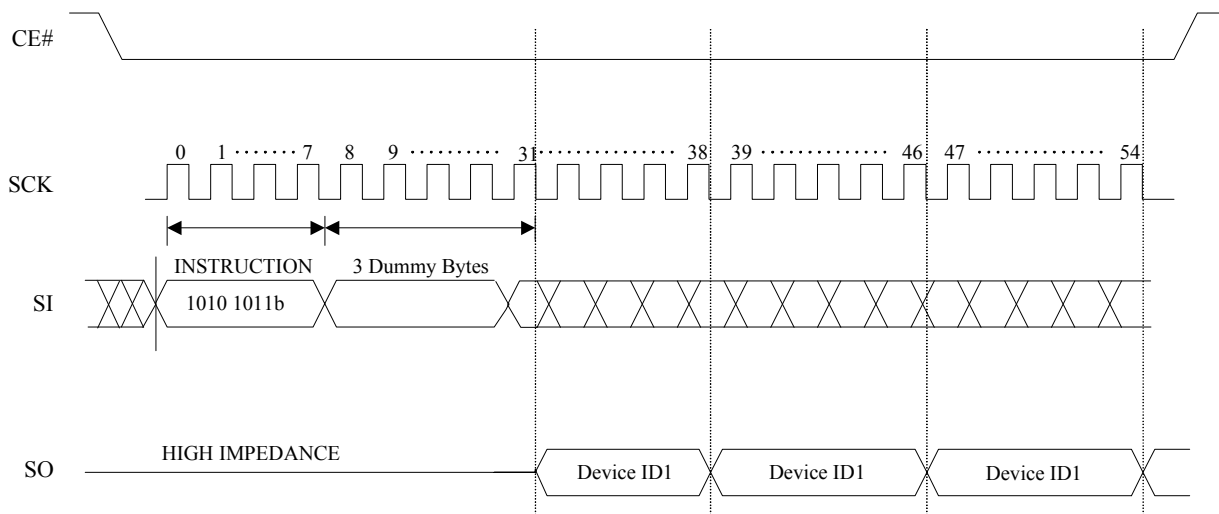 CE#
0 1 ······· 7 8 9 ·········· 31 ················ 38 39 ·············· 46 47 ·············· 54
SCK
INSTRUCTION 3 Dummy Bytes
SI 1010 1011b
HIGH IMPEDANCE
SO Device ID1 Device ID1 Device ID1